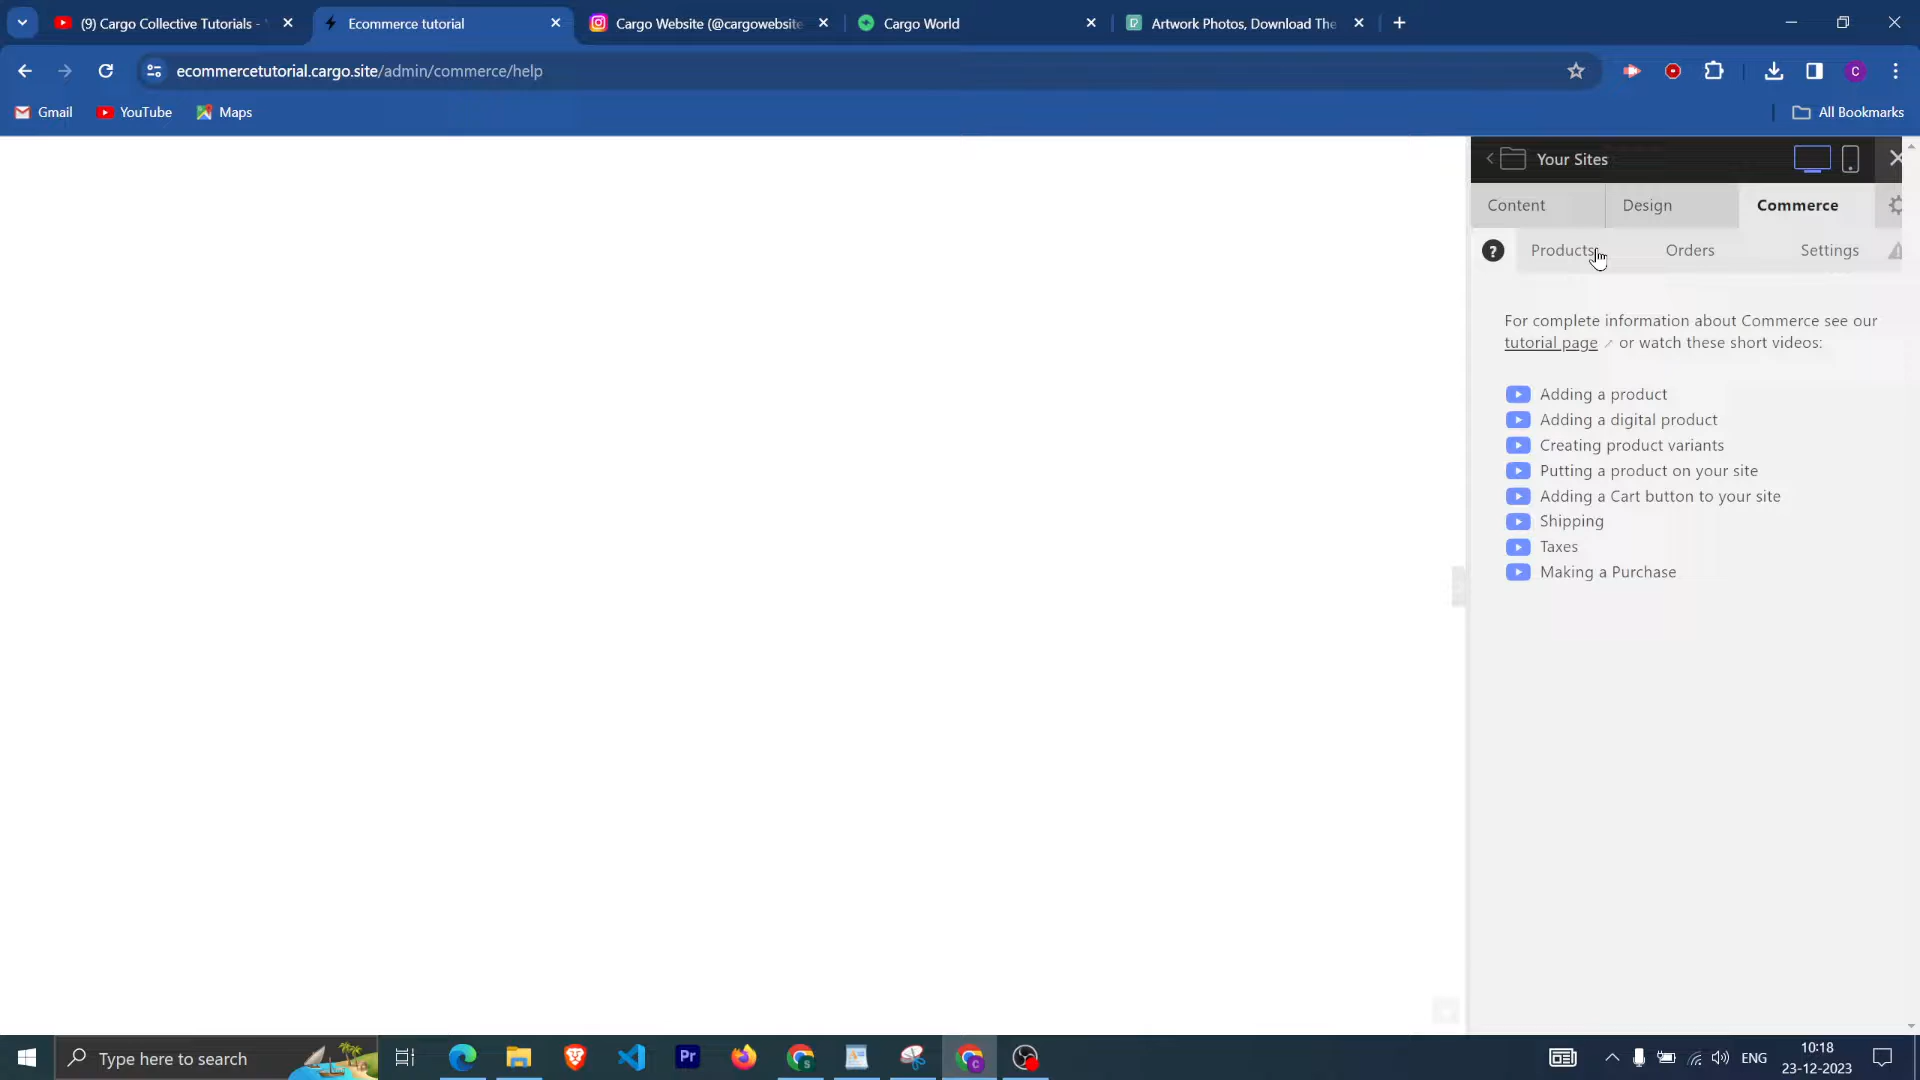 (9) Cargo Collective Tutorials -
Ecommerce tutorial
Cargo Website (@cargowebsite
Cargo World
Artwork Photos, Download The
ecommercetutorial.cargo.site/admin/commerce/help
C
Gmail
YouTube
Maps
All Bookmarks
Your Sites
Content
Design
Commerce
?
Products
Orders
Settings
For complete information about Commerce see our
tutorial page or watch these short videos:
Adding a product
Adding a digital product
Creating product variants
Putting a product on your site
Adding a Cart button to your site
Shipping
Taxes
Making a Purchase
Type here to search
Pr
ENG
10:18
23-12-2023